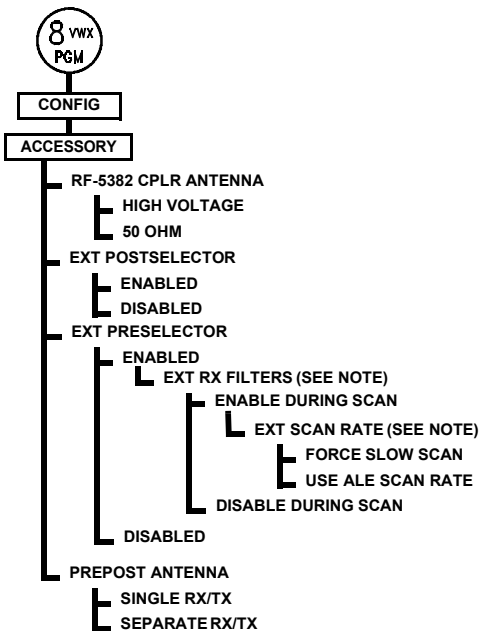 8 VWX
PGM
CONFIG
ACCESSORY
RF-5382 CPLR ANTENNA
HIGH VOLTAGE
50 OHM
EXT POSTSELECTOR
ENABLED
DISABLED
EXT PRESELECTOR
ENABLED
EXT RX FILTERS (SEE NOTE)
ENABLE DURING SCAN
EXT SCAN RATE (SEE NOTE)
FORCE SLOW SCAN
USE ALE SCAN RATE
DISABLE DURING SCAN
DISABLED
PREPOST ANTENNA
SINGLE RX/TX
SEPARATE RX/TX